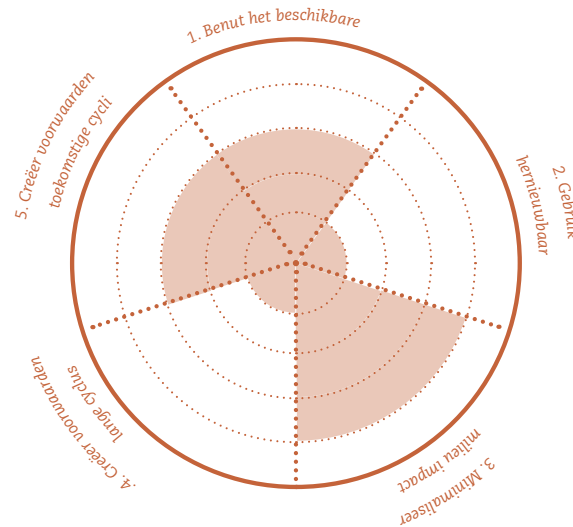 1. Benut het beschikbare
2. Gebruik
hernieuwbaar
3. Minimaliseer
milieu impact
4. Creëer voorwaarden
lange cyclus
5. Creëer voorwaarden
toekomstige cycli